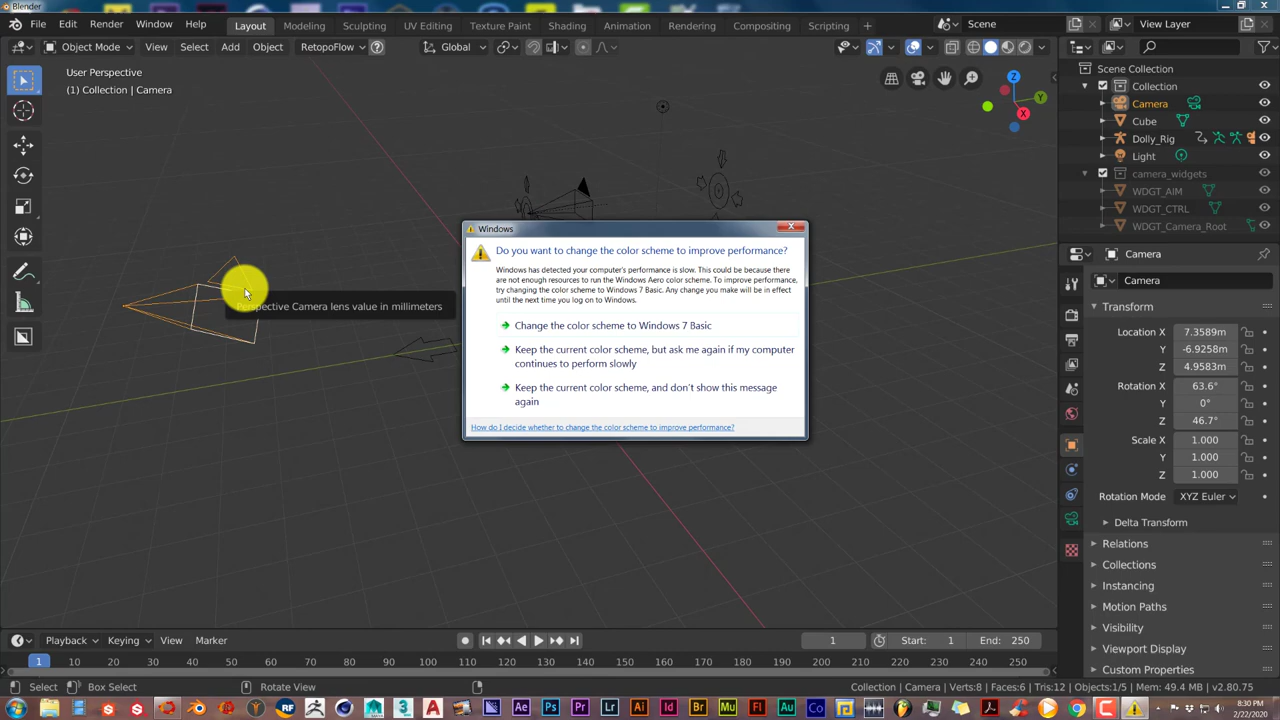 Blender
File Edit Render Window Help
Layout Modeling Sculpting UV Editing Texture Paint Shading Animation Rendering Compositing Scripting +
Scene
View Layer
Object Mode View Select Add Object RetopoFlow Global
User Perspective
(1) Collection | Camera
Z
Y
X
Scene Collection
Collection
Camera
Cube
Dolly_Rig
Light
camera_widgets
WDGT_AIM
WDGT_CTRL
WDGT_Camera_Root
Perspective Camera lens value in millimeters
Windows
Do you want to change the color scheme to improve performance?
Windows has detected your computer's performance is slow. This could be because there
are not enough resources to run the Windows Aero color scheme. To improve performance,
try changing the color scheme to Windows 7 Basic. Any change you make will be in effect
until the next time you log on to Windows.
Change the color scheme to Windows 7 Basic
Keep the current color scheme, but ask me again if my computer
continues to perform slowly
Keep the current color scheme, and don't show this message
again
How do I decide whether to change the color scheme to improve performance?
Camera
Camera
Transform
Location X 7.3589m
Y -6.9258m
Z 4.9583m
Rotation X 63.6°
Y 0°
Z 46.7°
Scale X 1.000
Y 1.000
Z 1.000
Rotation Mode XYZ Euler
Delta Transform
Relations
Collections
Instancing
Motion Paths
Visibility
Viewport Display
Custom Properties
Playback Keying View Marker
1 Start: 1 End: 250
1 10 20 30 40 50 60 70 80 90 100 110 120 130 140 150 160 170 180 190 200 210 220 230 240 250
Select Box Select Rotate View
Collection | Camera | Verts:8 | Faces:6 | Tris:12 | Objects:1/5 | Mem: 49.4 MB | v2.80.75
RF 3 A Ae Ps Pr Lr Ai Id Br Mu Fl Au Co
8:30 PM
2/22/2020